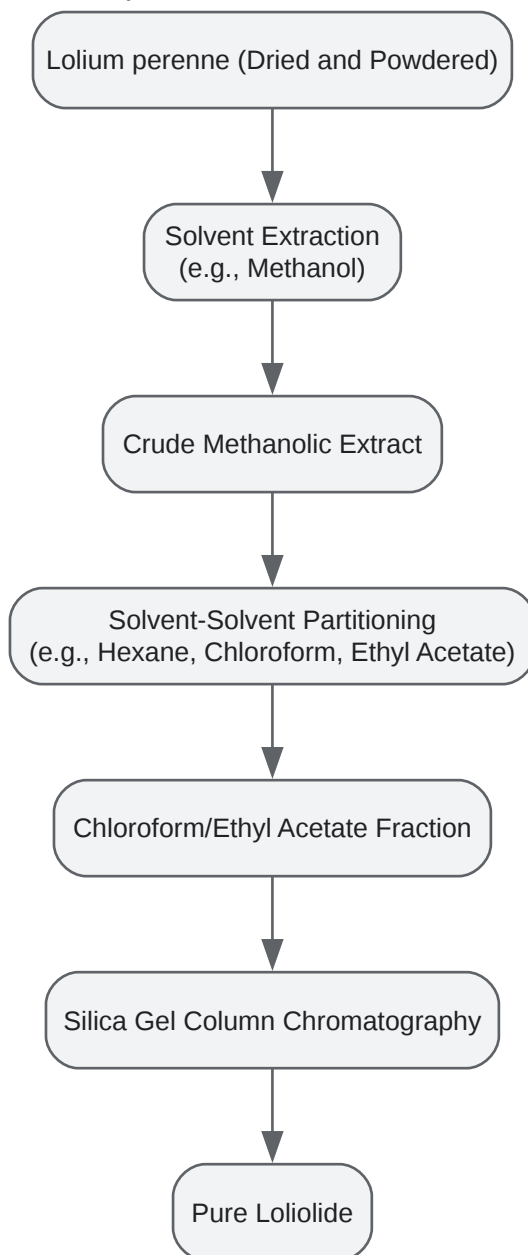 Lolium perenne (Dried and Powdered)
Solvent Extraction
(e.g., Methanol)
Crude Methanolic Extract
Solvent-Solvent Partitioning
(e.g., Hexane, Chloroform, Ethyl Acetate)
Chloroform/Ethyl Acetate Fraction
Silica Gel Column Chromatography
Pure Loliolide